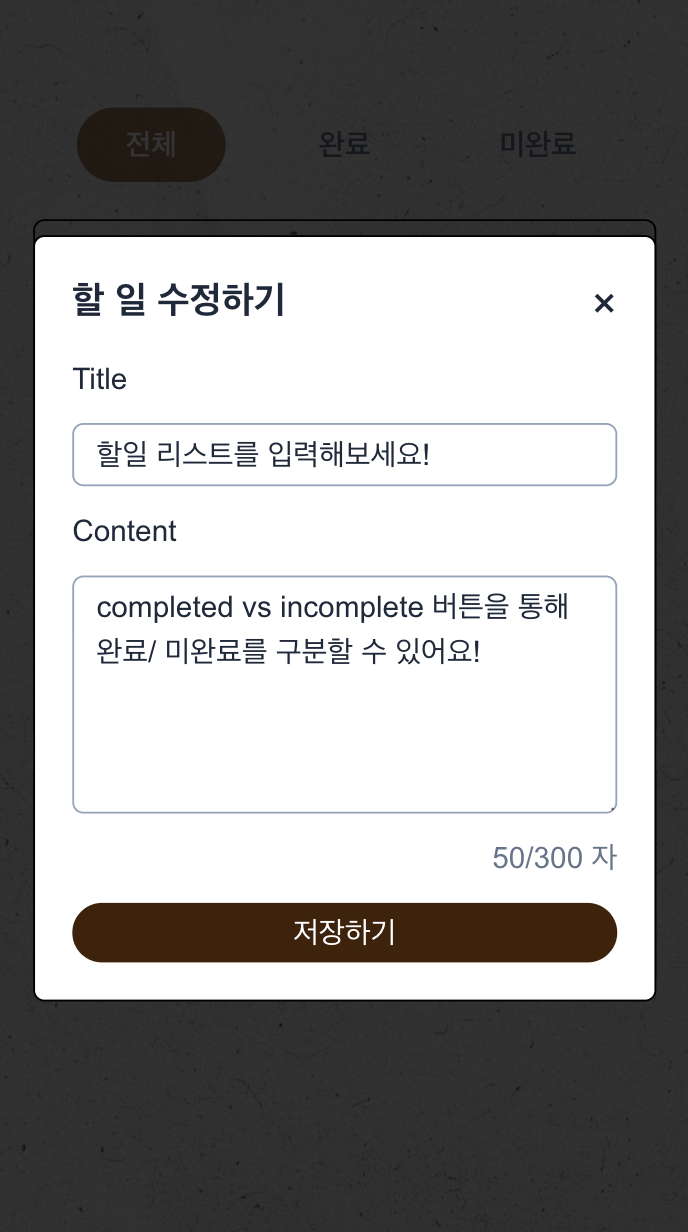 전체
완료
미완료
할 일 수정하기
×
Title
할일 리스트를 입력해보세요!
Content
completed vs incomplete 버튼을 통해
완료/ 미완료를 구분할 수 있어요!
50/300 자
저장하기